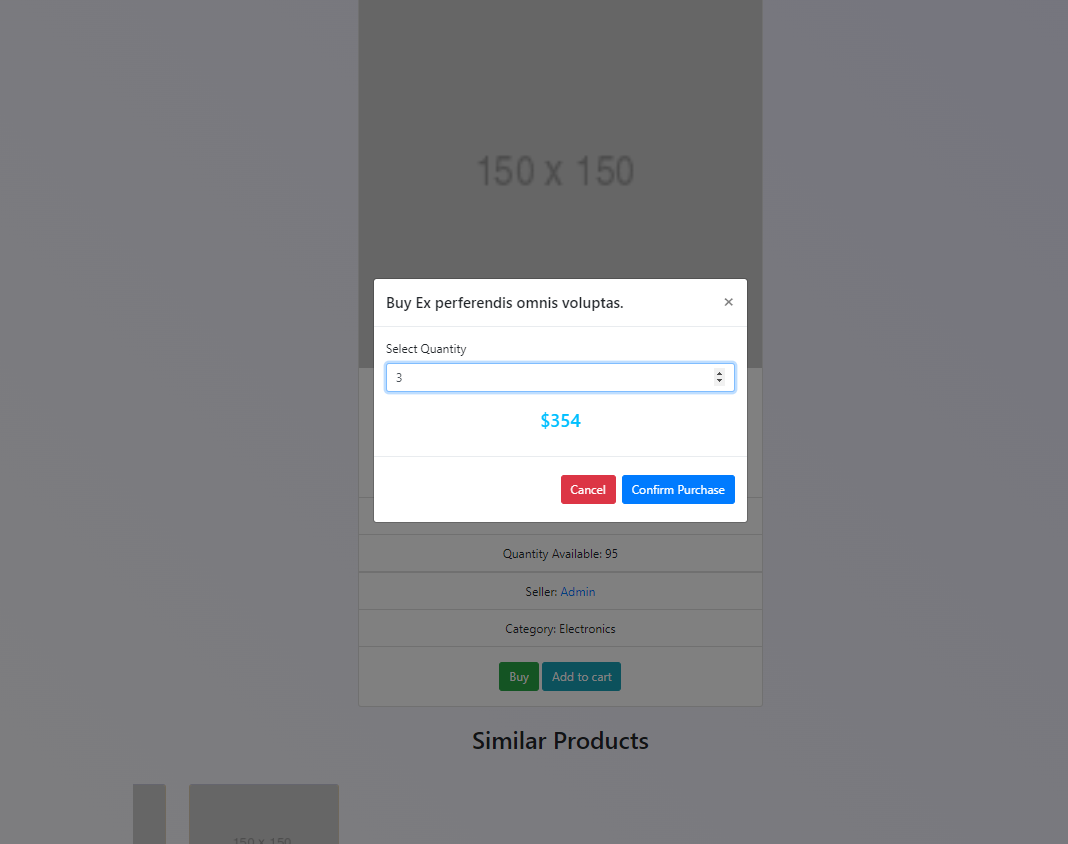 150 x 150
Buy Ex perferendis omnis voluptas.
×
Select Quantity
3
$354
Cancel Confirm Purchase
Quantity Available: 95
Seller: Admin
Category: Electronics
Buy Add to cart
Similar Products
150 x 150